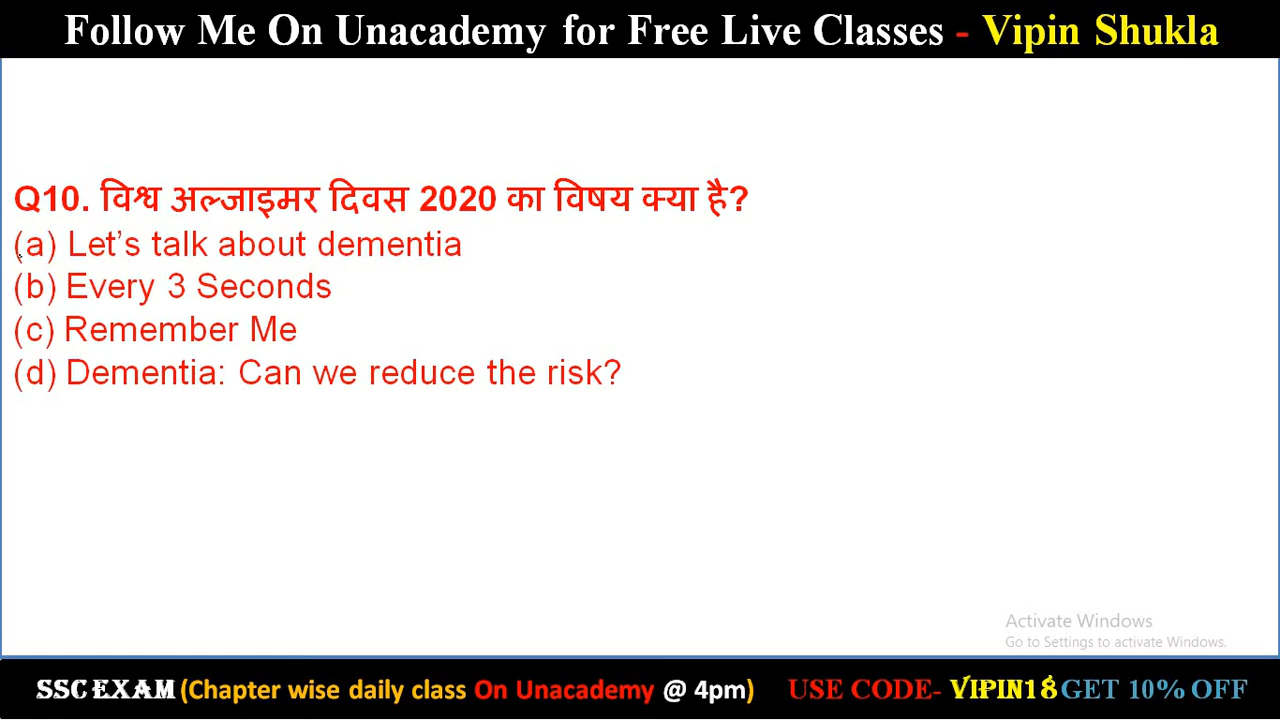 Follow Me On Unacademy for Free Live Classes - Vipin Shukla
Q10. विश्व अल्जाइमर दिवस 2020 का विषय क्या है?
(a) Let’s talk about dementia
(b) Every 3 Seconds
(c) Remember Me
(d) Dementia: Can we reduce the risk?
Activate Windows
Go to Settings to activate Windows.
SSC EXAM (Chapter wise daily class On Unacademy @ 4pm) USE CODE- VIPIN18 GET 10% OFF